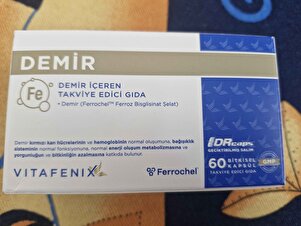 DEMİR
Fe
DEMİR İÇEREN
TAKVİYE EDİCİ GIDA
• Demir (Ferrochel™ Ferroz Bisglisinat Şelat)
Demir kırmızı kan hücrelerinin ve hemoglobinin normal oluşumuna, bağışıklık
sisteminin normal fonksiyonuna, normal enerji oluşum metabolizmasına ve
yorgunluğun ve bitkinliğin azalmasına katkıda bulunur.
VITAFENIX
Ferrochel
DRcaps
GECİKTİRİLMİŞ SALIM
60 BİTKİSEL
KAPSÜL
TAKVİYE EDİCİ GIDA
GMP